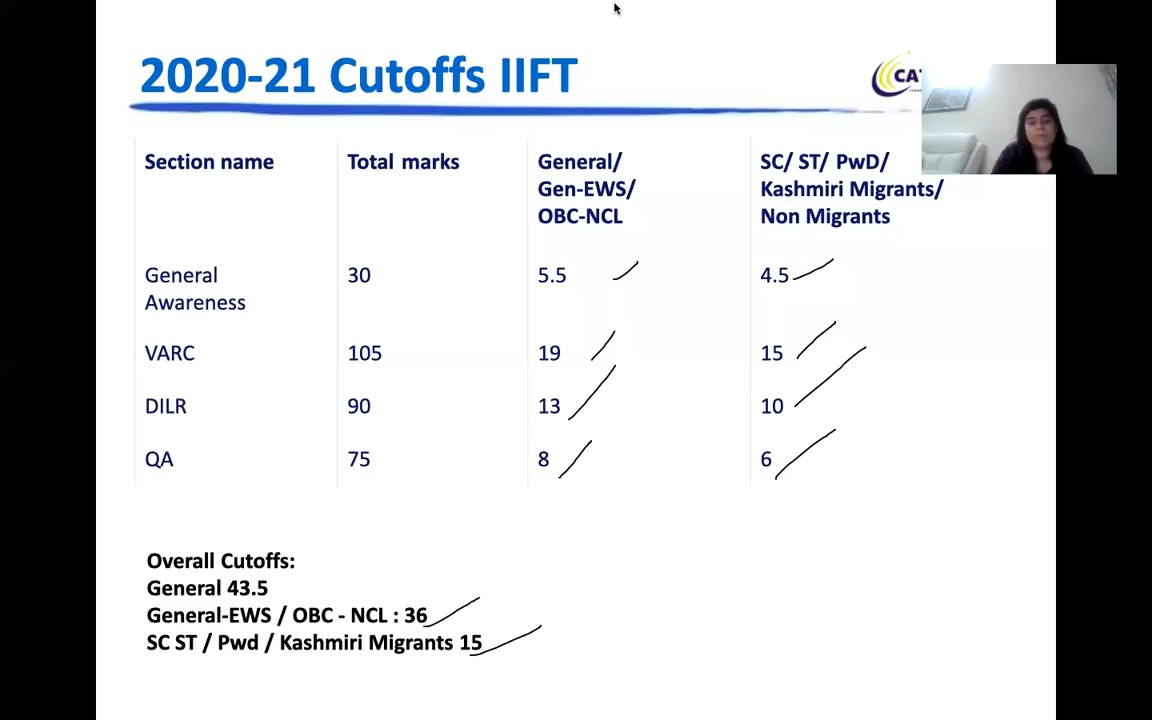 2020-21 Cutoffs IIFT
CAT
Section name
Total marks
General/
Gen-EWS/
OBC-NCL
SC/ ST/ PwD/
Kashmiri Migrants/
Non Migrants
General
Awareness
30
5.5
4.5
VARC
105
19
15
DILR
90
13
10
QA
75
8
6
Overall Cutoffs:
General 43.5
General-EWS / OBC - NCL : 36
SC ST / Pwd / Kashmiri Migrants 15